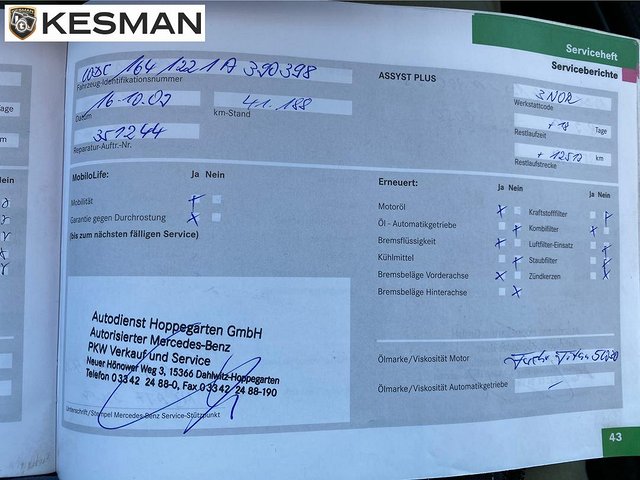 KESMAN
Serviceheft
Serviceberichte
WDC 164 1221A 390398
Fahrzeug-Identifikationsnummer
16.10.09
Datum
41.188
km-Stand
351244
Reparatur-Auftr.-Nr.
ASSYST PLUS
Werkstattcode
+ 18 Tage
Restlaufzeit
km
Restlaufstrecke
MobiloLife:
Ja Nein
Mobilität
Garantie gegen Durchrostung
(bis zum nächsten fälligen Service)
Erneuert:
Ja Nein
Ja Nein
Motoröl
Kraftstofffilter
Öl - Automatikgetriebe
Kombifilter
Bremsflüssigkeit
Luftfilter-Einsatz
Kühlmittel
Staubfilter
Bremsbeläge Vorderachse
Zündkerzen
Bremsbeläge Hinterachse
Autodienst Hoppegarten GmbH
Autorisierter Mercedes-Benz
PKW Verkauf und Service
Neuer Hönower Weg 3, 15366 Dahlwitz-Hoppegarten
Telefon 0 33 42 24 88-0, Fax 0 33 42 24 88-190
Unterschrift/Stempel Mercedes-Benz Service-Stützpunkt
Ölmarke/Viskosität Motor
Ölmarke/Viskosität Automatikgetriebe
–
43
Tage
m
lein